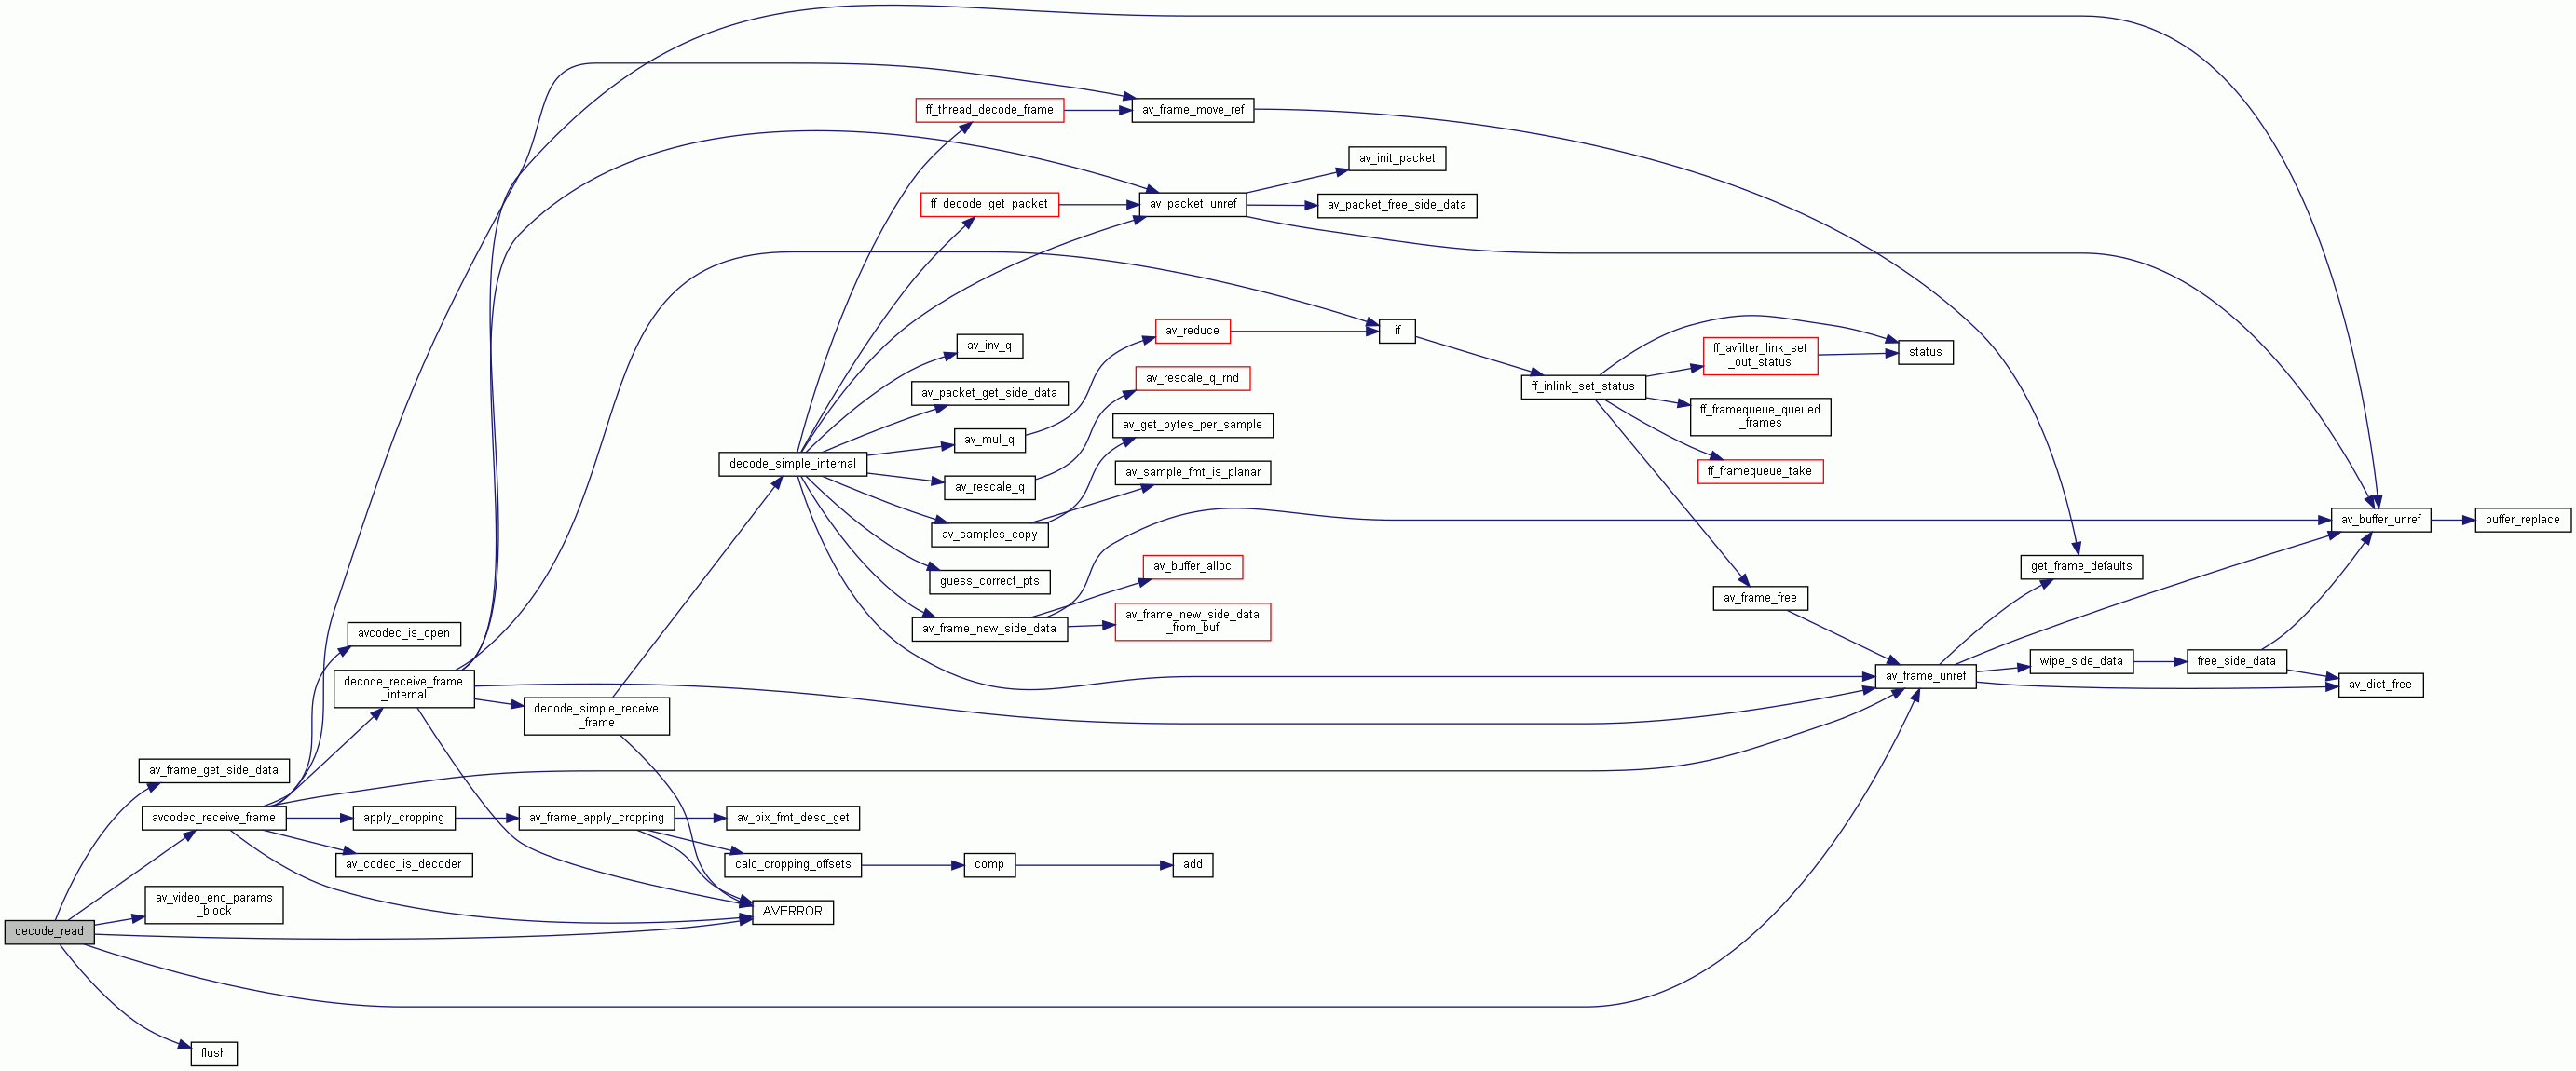 ff_thread_decode_frame
av_frame_move_ref
av_init_packet
ff_decode_get_packet
av_packet_unref
av_packet_free_side_data
av_reduce
if
av_inv_q
ff_avfilter_link_set
_out_status
status
av_rescale_q_rnd
ff_inlink_set_status
av_packet_get_side_data
ff_framequeue_queued
_frames
av_get_bytes_per_sample
av_mul_q
decode_simple_internal
av_sample_fmt_is_planar
ff_framequeue_take
av_rescale_q
av_samples_copy
av_buffer_unref
buffer_replace
av_buffer_alloc
get_frame_defaults
guess_correct_pts
av_frame_free
av_frame_new_side_data
_from_buf
av_frame_new_side_data
avcodec_is_open
wipe_side_data
free_side_data
av_frame_unref
av_dict_free
decode_receive_frame
_internal
decode_simple_receive
_frame
av_frame_get_side_data
avcodec_receive_frame
apply_cropping
av_frame_apply_cropping
av_pix_fmt_desc_get
av_codec_is_decoder
calc_cropping_offsets
comp
add
av_video_enc_params
_block
AVERROR
decode_read
flush